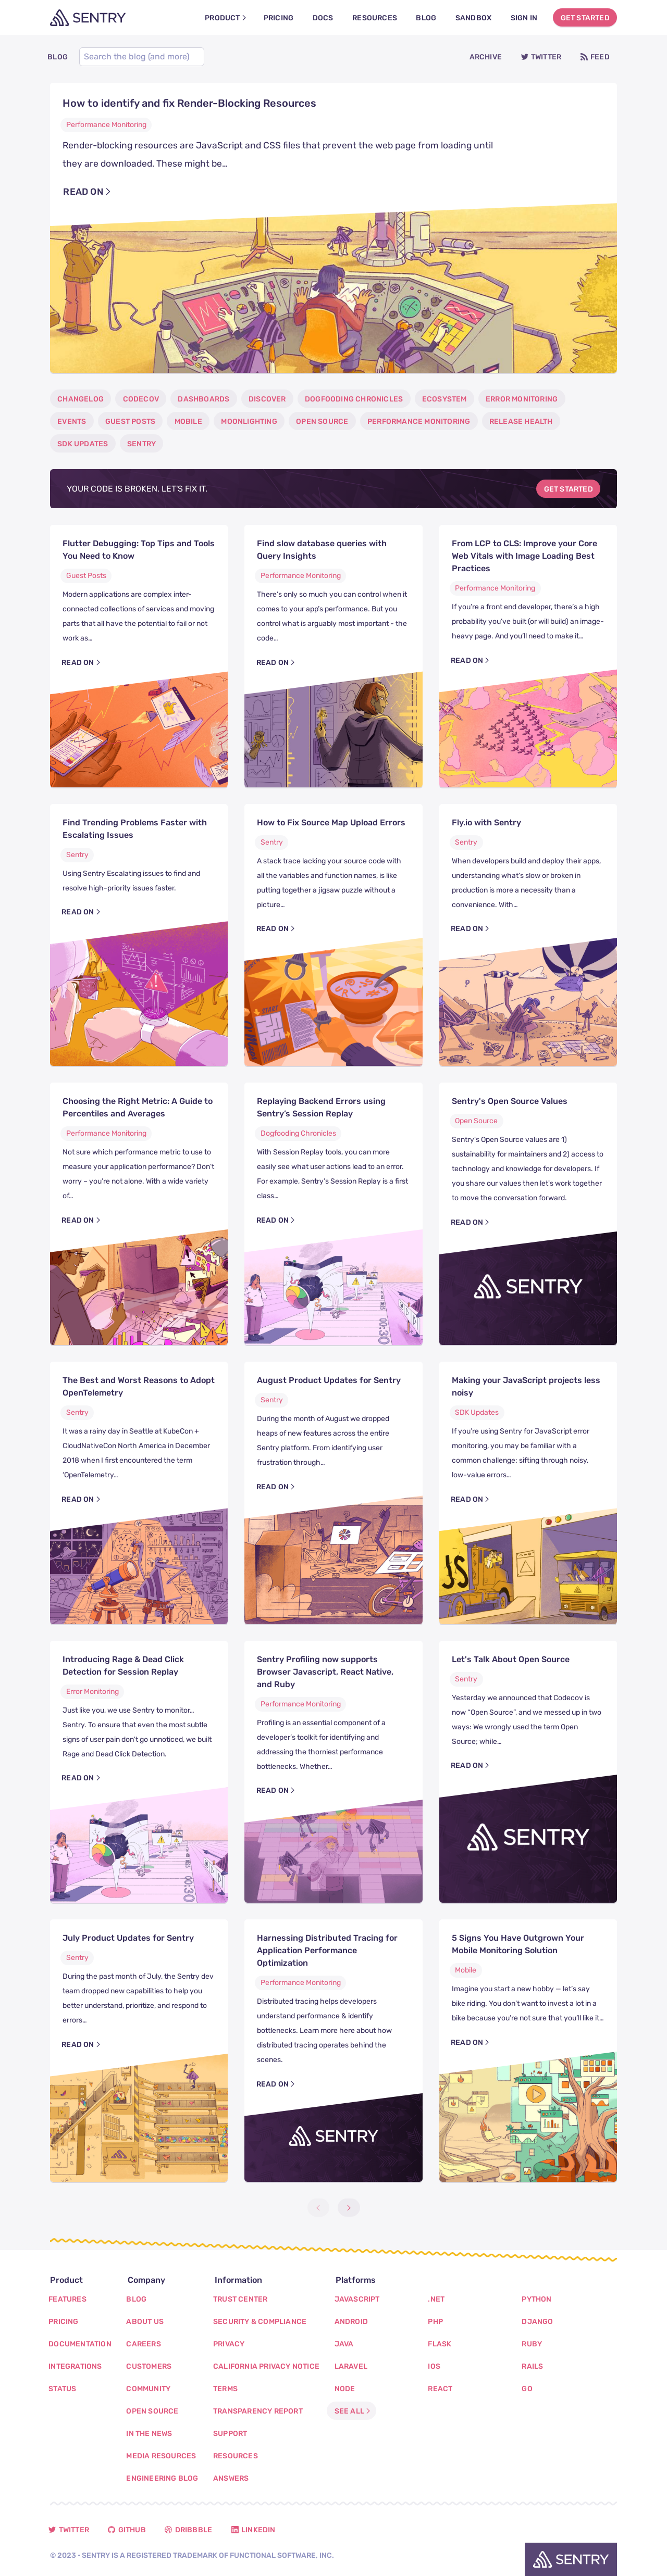 SENTRY
PRODUCT PRICING DOCS RESOURCES BLOG SANDBOX SIGN IN GET STARTED
BLOG Search the blog (and more) ARCHIVE TWITTER FEED
How to identify and fix Render-Blocking Resources
Performance Monitoring
Render-blocking resources are JavaScript and CSS files that prevent the web page from loading until
they are downloaded. These might be...
READ ON
CHANGELOG CODECOV DASHBOARDS DISCOVER DOGFOODING CHRONICLES ECOSYSTEM ERROR MONITORING
EVENTS GUEST POSTS MOBILE MOONLIGHTING OPEN SOURCE PERFORMANCE MONITORING RELEASE HEALTH
SDK UPDATES SENTRY
YOUR CODE IS BROKEN. LET'S FIX IT. GET STARTED
Flutter Debugging: Top Tips and Tools
You Need to Know
Guest Posts
Modern applications are complex inter-
connected collections of services and moving
parts that all have the potential to fail or not
work as...
READ ON
Find slow database queries with
Query Insights
Performance Monitoring
There's only so much you can control when it
comes to your app's performance. But you
control what is arguably most important - the
code...
READ ON
From LCP to CLS: Improve your Core
Web Vitals with Image Loading Best
Practices
Performance Monitoring
If you're a front end developer, there's a high
probability you've built (or will build) an image-
heavy page. And you'll need to make it...
READ ON
Find Trending Problems Faster with
Escalating Issues
Sentry
Using Sentry Escalating issues to find and
resolve high-priority issues faster.
READ ON
How to Fix Source Map Upload Errors
Sentry
A stack trace lacking your source code with
all the variables and function names, is like
putting together a jigsaw puzzle without a
picture...
READ ON
Fly.io with Sentry
Sentry
When developers build and deploy their apps,
understanding what's slow or broken in
production is more a necessity than a
convenience. With...
READ ON
Choosing the Right Metric: A Guide to
Percentiles and Averages
Performance Monitoring
Not sure which performance metric to use to
measure your application performance? Don't
worry – you're not alone. With a wide variety
of...
READ ON
Replaying Backend Errors using
Sentry's Session Replay
Dogfooding Chronicles
With Session Replay tools, you can more
easily see what user actions lead to an error.
For example, Sentry's Session Replay is a first
class...
READ ON
00:30
Sentry's Open Source Values
Open Source
Sentry's Open Source values are 1)
sustainability for maintainers and 2) access to
technology and knowledge for developers. If
you share our values then let's work together
to move the conversation forward.
READ ON
SENTRY
The Best and Worst Reasons to Adopt
OpenTelemetry
Sentry
It was a rainy day in Seattle at KubeCon +
CloudNativeCon North America in December
2018 when I first encountered the term
'OpenTelemetry...
READ ON
August Product Updates for Sentry
Sentry
During the month of August we dropped
heaps of new features across the entire
Sentry platform. From identifying user
frustration through...
READ ON
Making your JavaScript projects less
noisy
SDK Updates
If you're using Sentry for JavaScript error
monitoring, you may be familiar with a
common challenge: sifting through noisy,
low-value errors...
READ ON
JS
Introducing Rage & Dead Click
Detection for Session Replay
Error Monitoring
Just like you, we use Sentry to monitor...
Sentry. To ensure that even the most subtle
signs of user pain don't go unnoticed, we built
Rage and Dead Click Detection.
READ ON
00:30
Sentry Profiling now supports
Browser Javascript, React Native,
and Ruby
Performance Monitoring
Profiling is an essential component of a
developer's toolkit for identifying and
addressing the thorniest performance
bottlenecks. Whether...
READ ON
Let's Talk About Open Source
Sentry
Yesterday we announced that Codecov is
now "Open Source", and we messed up in two
ways: We wrongly used the term Open
Source; while...
READ ON
SENTRY
July Product Updates for Sentry
Sentry
During the past month of July, the Sentry dev
team dropped new capabilities to help you
better understand, prioritize, and respond to
errors...
READ ON
Harnessing Distributed Tracing for
Application Performance
Optimization
Performance Monitoring
Distributed tracing helps developers
understand performance & identify
bottlenecks. Learn more here about how
distributed tracing operates behind the
scenes.
READ ON
SENTRY
5 Signs You Have Outgrown Your
Mobile Monitoring Solution
Mobile
Imagine you start a new hobby — let's say
bike riding. You don't want to invest a lot in a
bike because you're not sure that you'll like it...
READ ON
Product
FEATURES
PRICING
DOCUMENTATION
INTEGRATIONS
STATUS
Company
BLOG
ABOUT US
CAREERS
CUSTOMERS
COMMUNITY
OPEN SOURCE
IN THE NEWS
MEDIA RESOURCES
ENGINEERING BLOG
Information
TRUST CENTER
SECURITY & COMPLIANCE
PRIVACY
CALIFORNIA PRIVACY NOTICE
TERMS
TRANSPARENCY REPORT
SUPPORT
RESOURCES
ANSWERS
Platforms
JAVASCRIPT .NET PYTHON
ANDROID PHP DJANGO
JAVA FLASK RUBY
LARAVEL IOS RAILS
NODE REACT GO
SEE ALL
TWITTER GITHUB DRIBBBLE LINKEDIN
© 2023 • SENTRY IS A REGISTERED TRADEMARK OF FUNCTIONAL SOFTWARE, INC.
SENTRY